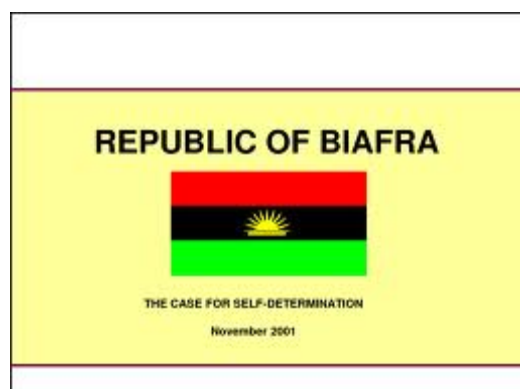 REPUBLIC OF BIAFRA
THE CASE FOR SELF-DETERMINATION
November 2001